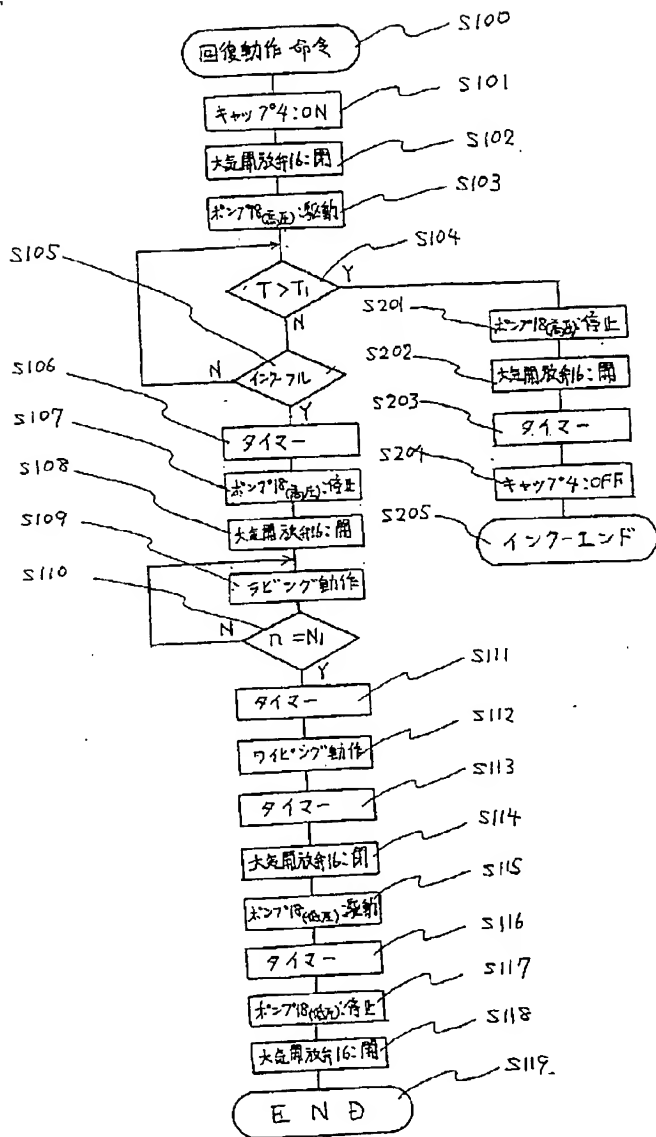 回復動作 命令
S100
キャップ4:ON
S101
大気開放弁16:閉
S102
ポンプ18(高圧):駆動
S103
T>T1
S104
Y
N
S105
インクーフル
N
Y
S106
タイマー
S107
ポンプ18(高圧):停止
S108
大気開放弁16:開
S109
ラビング動作
S110
n=N1
N
Y
S201
ポンプ18(高圧):停止
S202
大気開放弁16:開
S203
タイマー
S204
キャップ4:OFF
S205
インクーエンド
S111
タイマー
S112
ワイピング動作
S113
タイマー
S114
大気開放弁16:閉
S115
ポンプ18(低圧):駆動
S116
タイマー
S117
ポンプ18(低圧):停止
S118
大気開放弁16:開
S119
END